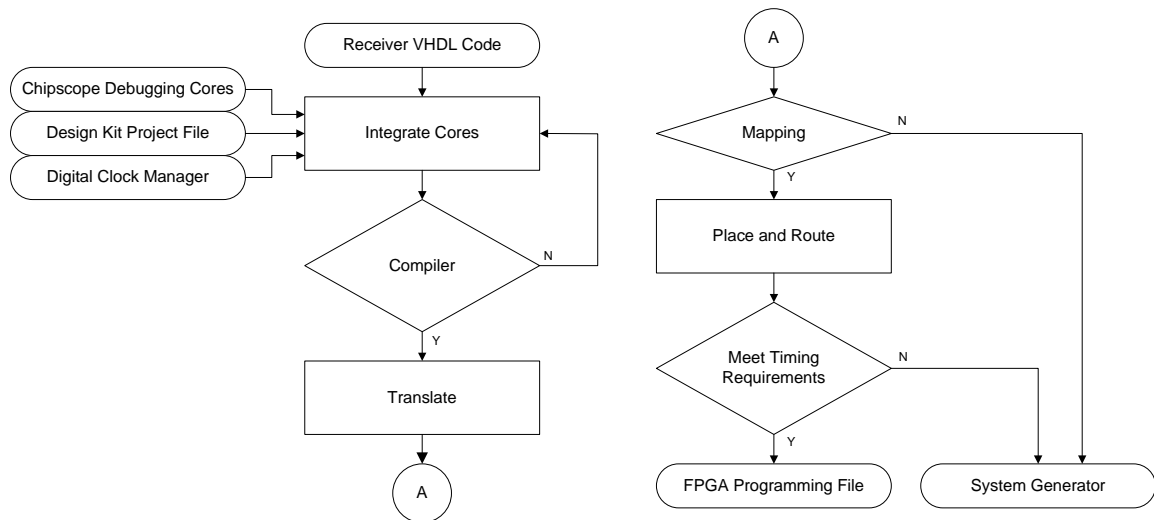 Receiver VHDL Code
Chipscope Debugging Cores
Design Kit Project File
Digital Clock Manager
Integrate Cores
Compiler
N
Y
Translate
A
A
Mapping
N
Y
Place and Route
Meet Timing
Requirements
N
Y
FPGA Programming File
System Generator